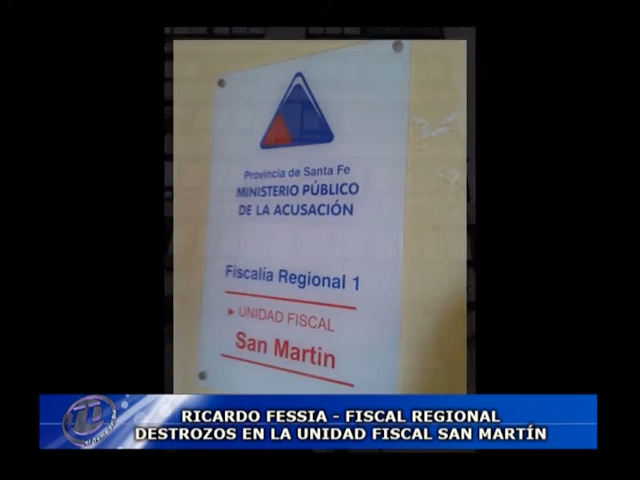 Provincia de Santa Fe
MINISTERIO PÚBLICO
DE LA ACUSACIÓN
Fiscalía Regional 1
UNIDAD FISCAL
San Martin
RICARDO FESSIA - FISCAL REGIONAL
DESTROZOS EN LA UNIDAD FISCAL SAN MARTÍN